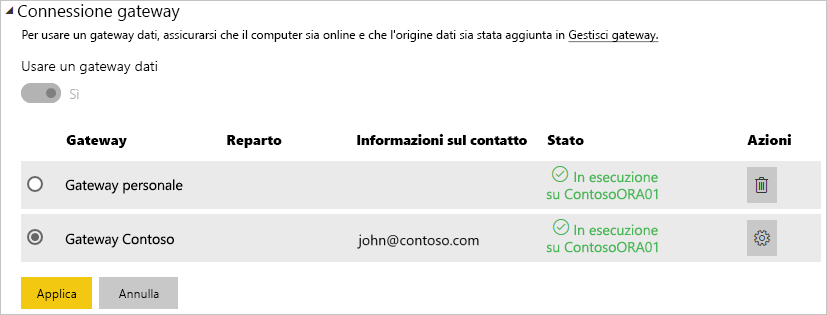 Connessione gateway
Per usare un gateway dati, assicurarsi che il computer sia online e che l'origine dati sia stata aggiunta in Gestisci gateway.
Usare un gateway dati
Sì
Gateway Reparto Informazioni sul contatto Stato Azioni
Gateway personale In esecuzione
su ContosoORA01
Gateway Contoso john@contoso.com In esecuzione
su ContosoORA01
Applica Annulla